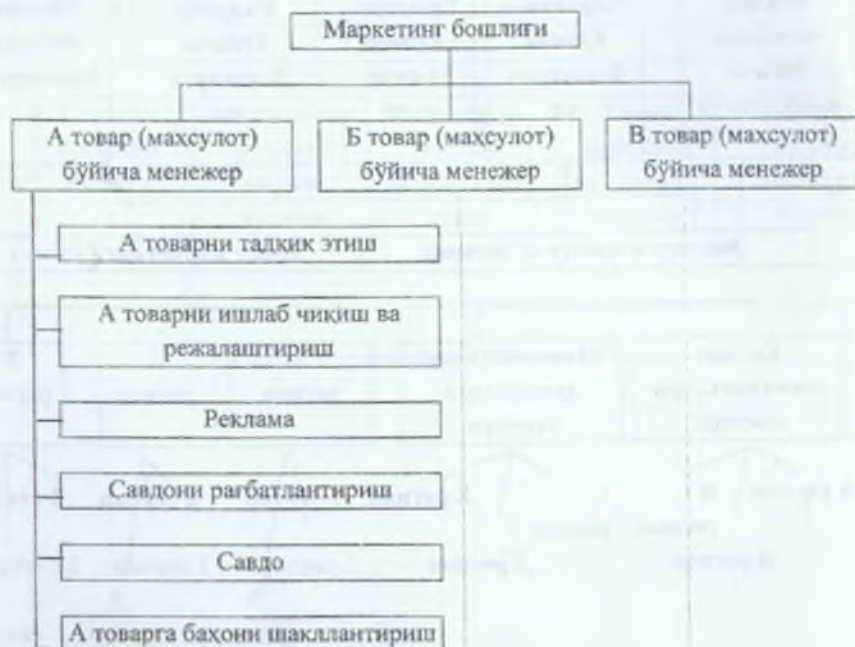 Маркетинг бошлиғи
А товар (махсулот)
бўйича менежер
Б товар (маҳсулот)
бўйича менежер
В товар (маҳсулот)
бўйича менежер
А товарни тадқиқ этиш
А товарни ишлаб чиқиш ва
режалаштириш
Реклама
Савдони рағбатлантириш
Савдо
А товарга баҳони шакллантириш